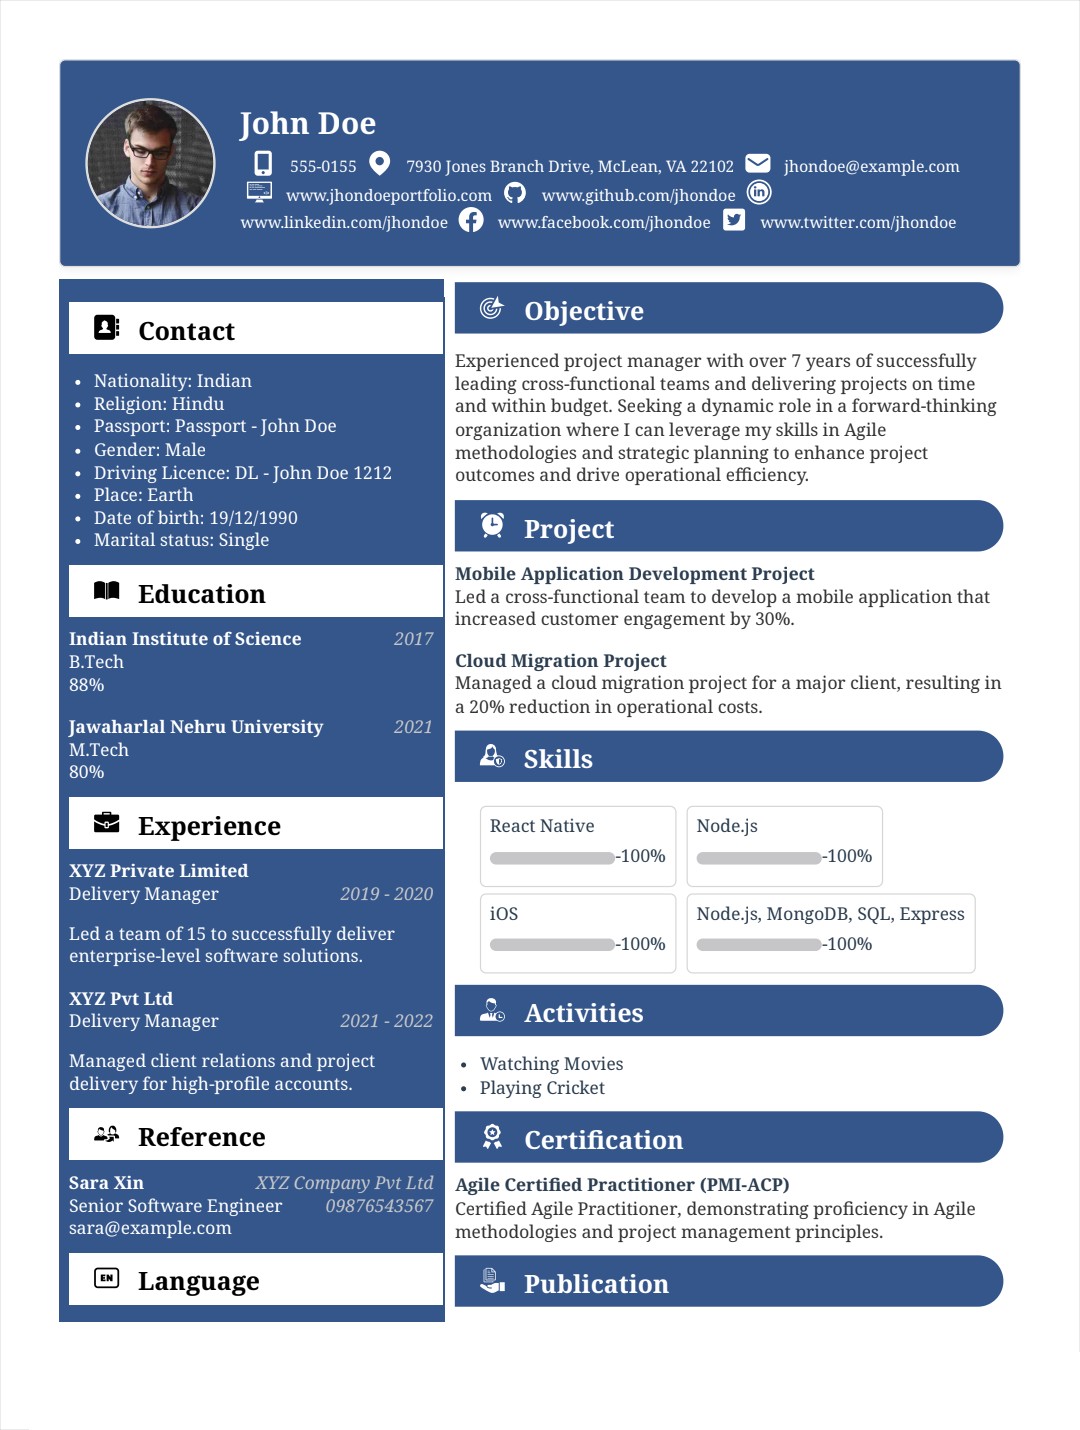 John Doe
555-0155 7930 Jones Branch Drive, McLean, VA 22102 jhondoe@example.com
www.jhondoeportfolio.com www.github.com/jhondoe
www.linkedin.com/jhondoe www.facebook.com/jhondoe www.twitter.com/jhondoe
Contact
• Nationality: Indian
• Religion: Hindu
• Passport: Passport - John Doe
• Gender: Male
• Driving Licence: DL - John Doe 1212
• Place: Earth
• Date of birth: 19/12/1990
• Marital status: Single
Education
Indian Institute of Science 2017
B.Tech
88%
Jawaharlal Nehru University 2021
M.Tech
80%
Experience
XYZ Private Limited
Delivery Manager 2019 - 2020
Led a team of 15 to successfully deliver
enterprise-level software solutions.
XYZ Pvt Ltd
Delivery Manager 2021 - 2022
Managed client relations and project
delivery for high-profile accounts.
Reference
Sara Xin XYZ Company Pvt Ltd
Senior Software Engineer 09876543567
sara@example.com
EN Language
Objective
Experienced project manager with over 7 years of successfully
leading cross-functional teams and delivering projects on time
and within budget. Seeking a dynamic role in a forward-thinking
organization where I can leverage my skills in Agile
methodologies and strategic planning to enhance project
outcomes and drive operational efficiency.
Project
Mobile Application Development Project
Led a cross-functional team to develop a mobile application that
increased customer engagement by 30%.
Cloud Migration Project
Managed a cloud migration project for a major client, resulting in
a 20% reduction in operational costs.
Skills
React Native
-100%
Node.js
-100%
iOS
-100%
Node.js, MongoDB, SQL, Express
-100%
Activities
• Watching Movies
• Playing Cricket
Certification
Agile Certified Practitioner (PMI-ACP)
Certified Agile Practitioner, demonstrating proficiency in Agile
methodologies and project management principles.
Publication